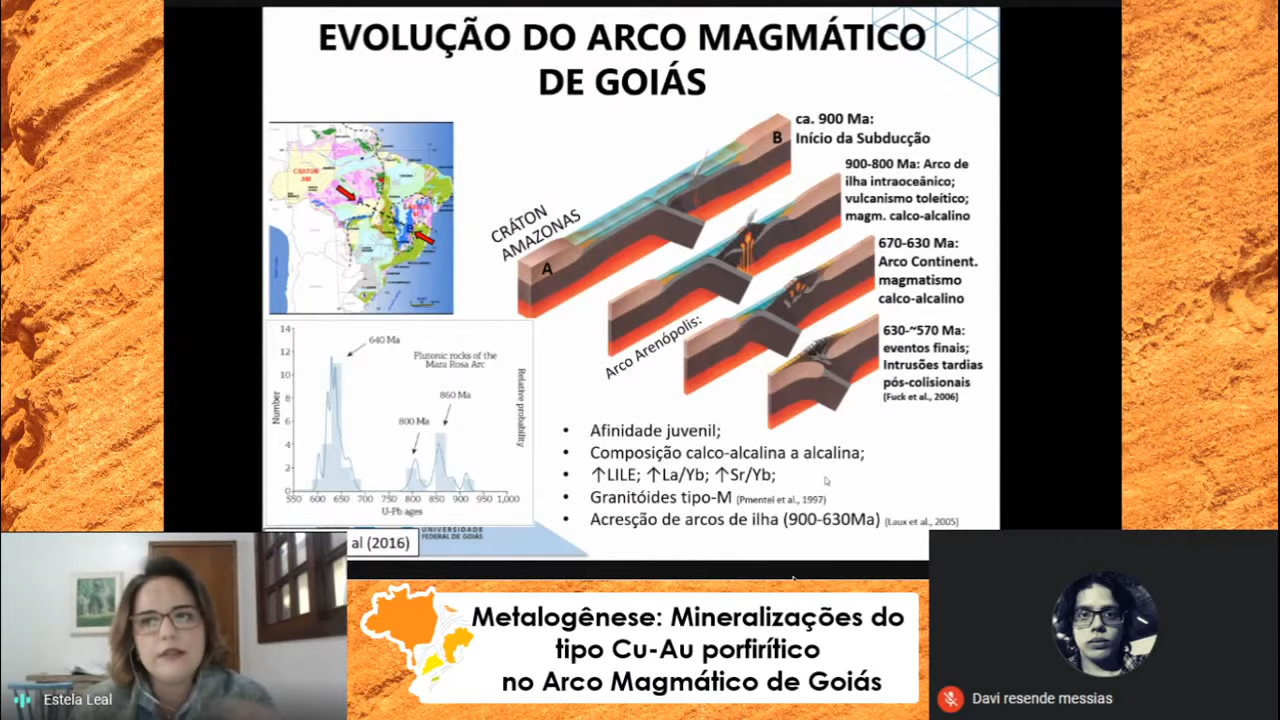 EVOLUÇÃO DO ARCO MAGMÁTICO
DE GOIÁS
CRATON
AM
A
B
CRÁTON
AMAZONAS
A
B
ca. 900 Ma:
Início da Subducção
900-800 Ma: Arco de
ilha intraoceânico;
vulcanismo toleítico;
magm. calco-alcalino
670-630 Ma:
Arco Continent.
magmatismo
calco-alcalino
Arco Arenópolis:
630-~570 Ma:
eventos finais;
Intrusões tardias
pós-colisionais
(Fuck et al., 2006)
14
12
10
8
6
4
2
0
Number
640 Ma
Plutonic rocks of the
Mara Rosa Arc
860 Ma
800 Ma
Relative probability
550 600 650 700 750 800 850 900 950 1,000
U-Pb ages
• Afinidade juvenil;
• Composição calco-alcalina a alcalina;
• ↑LILE; ↑La/Yb; ↑Sr/Yb;
• Granitóides tipo-M (Pmentel et al., 1997)
• Acresção de arcos de ilha (900-630Ma) (Laux et al., 2005)
UNIVERSIDADE
FEDERAL DE GOIÁS
al (2016)
Estela Leal
Metalogênese: Mineralizações do
tipo Cu-Au porfirítico
no Arco Magmático de Goiás
Davi resende messias